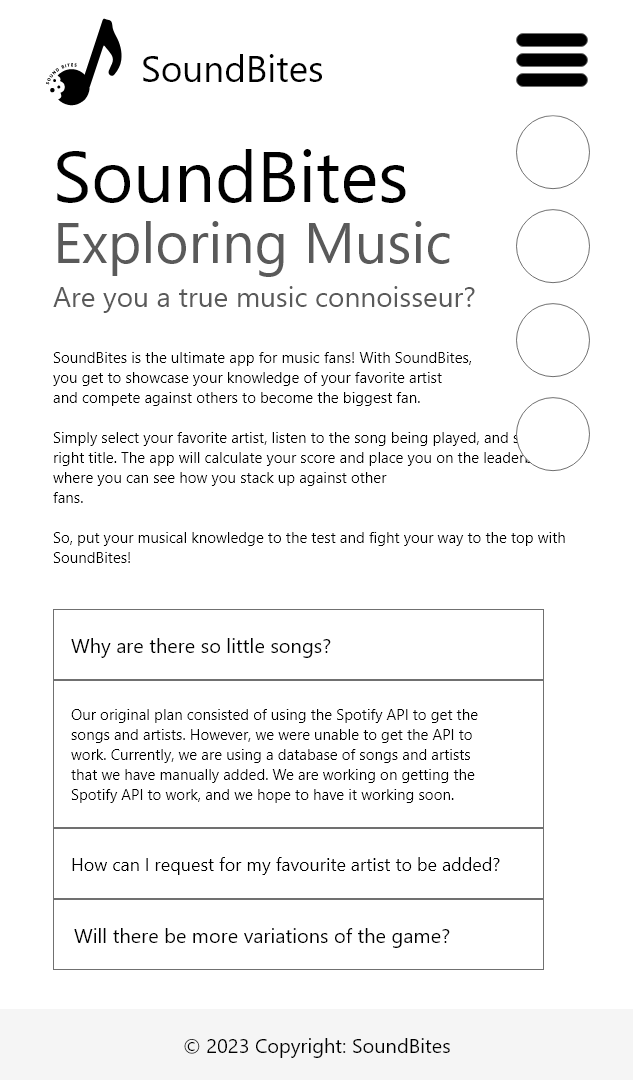 SOUND BITES
SoundBites
SoundBites
Exploring Music
Are you a true music connoisseur?
SoundBites is the ultimate app for music fans! With SoundBites,
you get to showcase your knowledge of your favorite artist
and compete against others to become the biggest fan.
Simply select your favorite artist, listen to the song being played, and
right title. The app will calculate your score and place you on the
where you can see how you stack up against other
fans.
So, put your musical knowledge to the test and fight your way to the top with
SoundBites!
Why are there so little songs?
Our original plan consisted of using the Spotify API to get the
songs and artists. However, we were unable to get the API to
work. Currently, we are using a database of songs and artists
that we have manually added. We are working on getting the
Spotify API to work, and we hope to have it working soon.
How can I request for my favourite artist to be added?
Will there be more variations of the game?
© 2023 Copyright: SoundBites